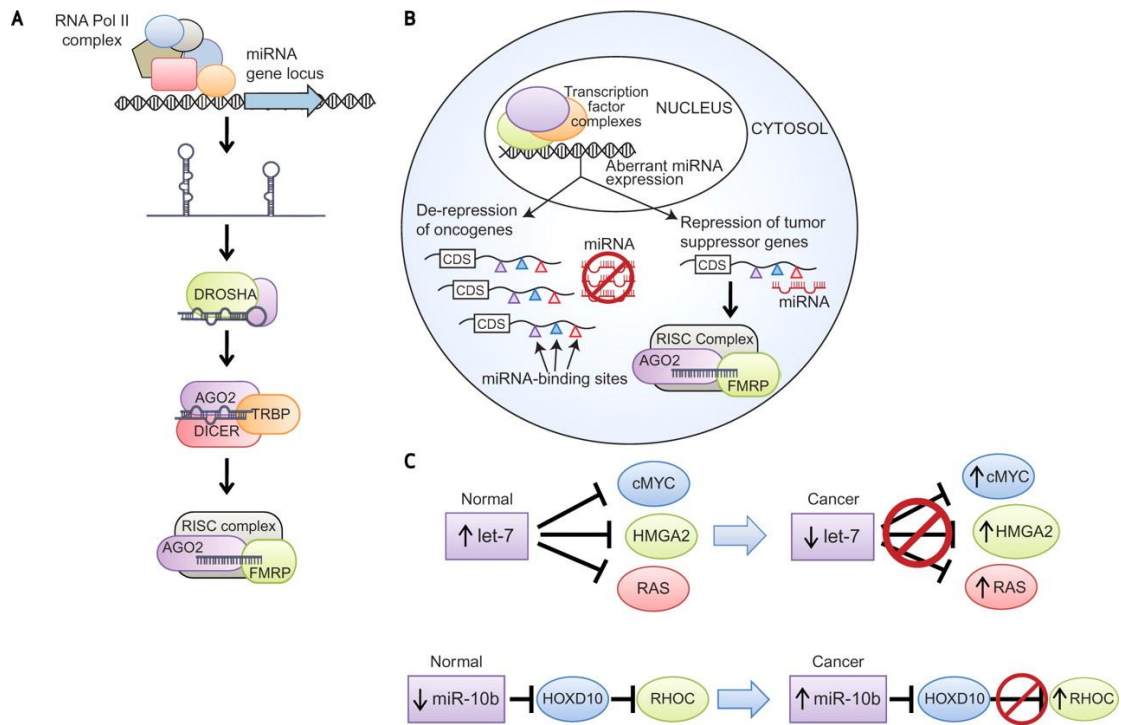 A
RNA Pol II
complex
miRNA
gene locus
DROSHA
AGO2
TRBP
DICER
RISC complex
AGO2
FMRP
B
Transcription
factor
complexes
NUCLEUS
CYTOSOL
Aberrant miRNA
expression
De-repression
of oncogenes
miRNA
CDS
CDS
CDS
miRNA-binding sites
Repression of tumor
suppressor genes
CDS
miRNA
RISC Complex
AGO2
FMRP
C
Normal
↑ let-7
cMYC
HMGA2
RAS
Cancer
↓ let-7
↑ cMYC
↑ HMGA2
↑ RAS
Normal
↓ miR-10b
HOXD10
RHOC
Cancer
↑ miR-10b
HOXD10
↑ RHOC